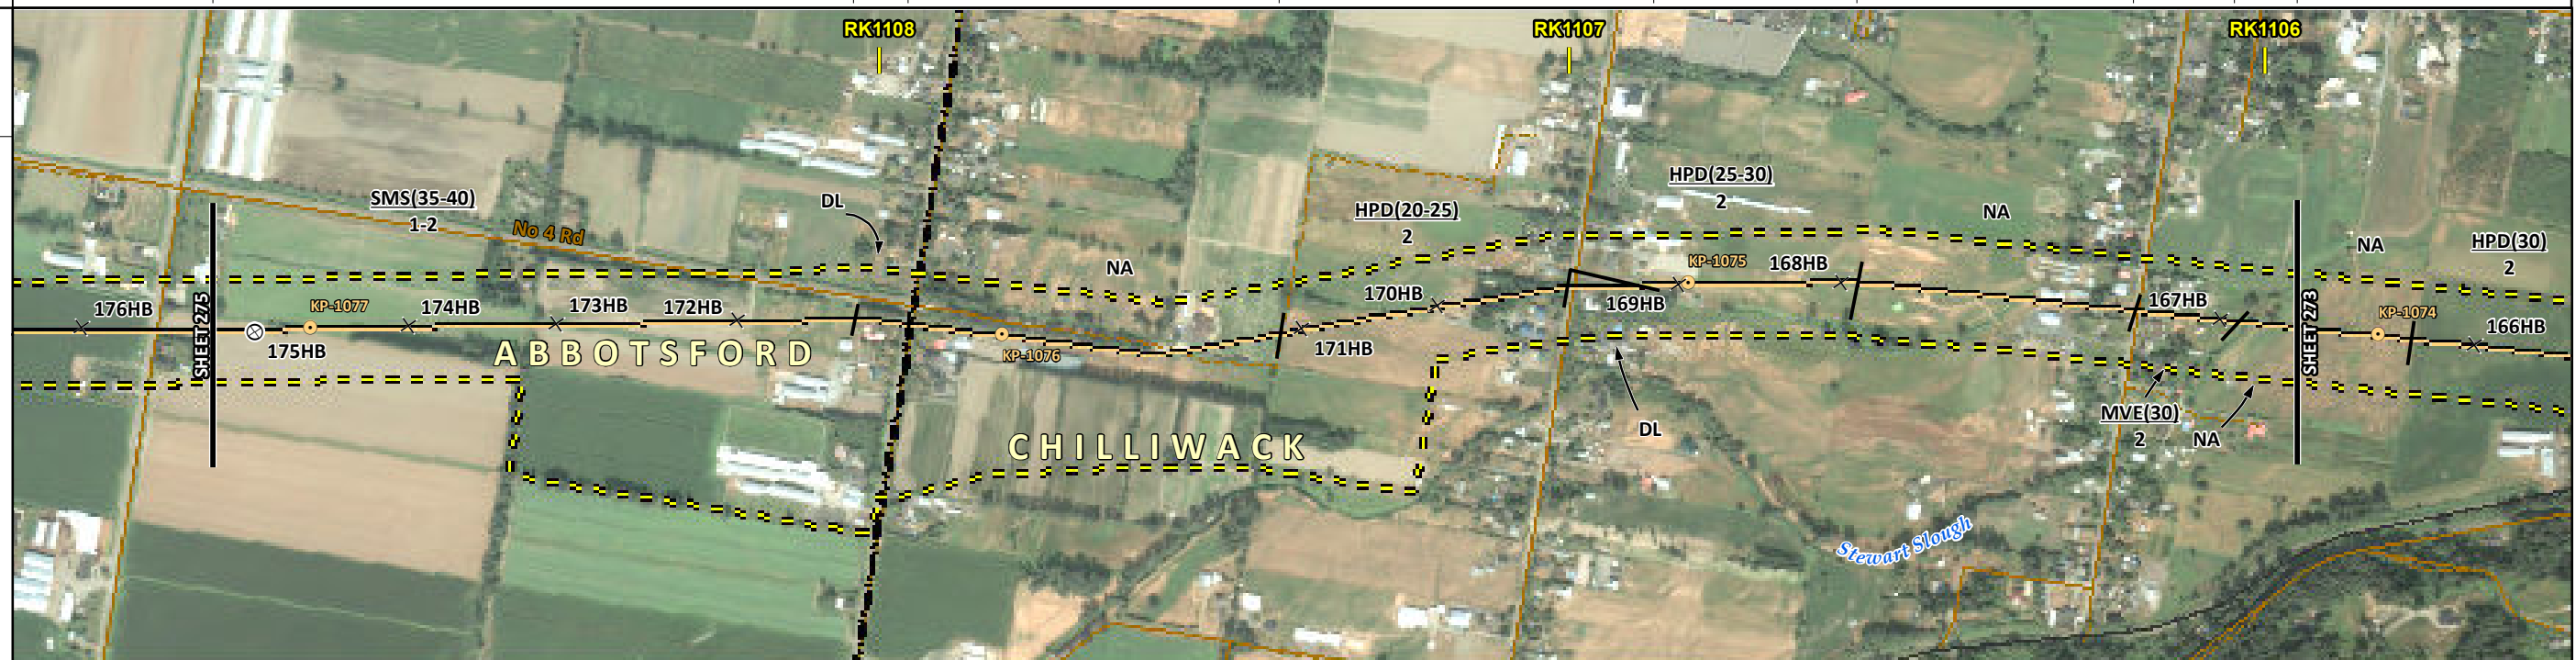 RK1108
RK1107
RK1106
SMS(35-40)
1-2
No 4 Rd
DL
NA
HPD(20-25)
2
HPD(25-30)
2
NA
NA
HPD(30)
2
SHEET 275
176HB
175HB
KP-1077
174HB
173HB
172HB
KP-1076
171HB
170HB
169HB
KP-1075
168HB
167HB
SHEET 273
KP-1074
166HB
ABBOTSFORD
CHILLIWACK
DL
MVE(30)
2
NA
Stewart Slough